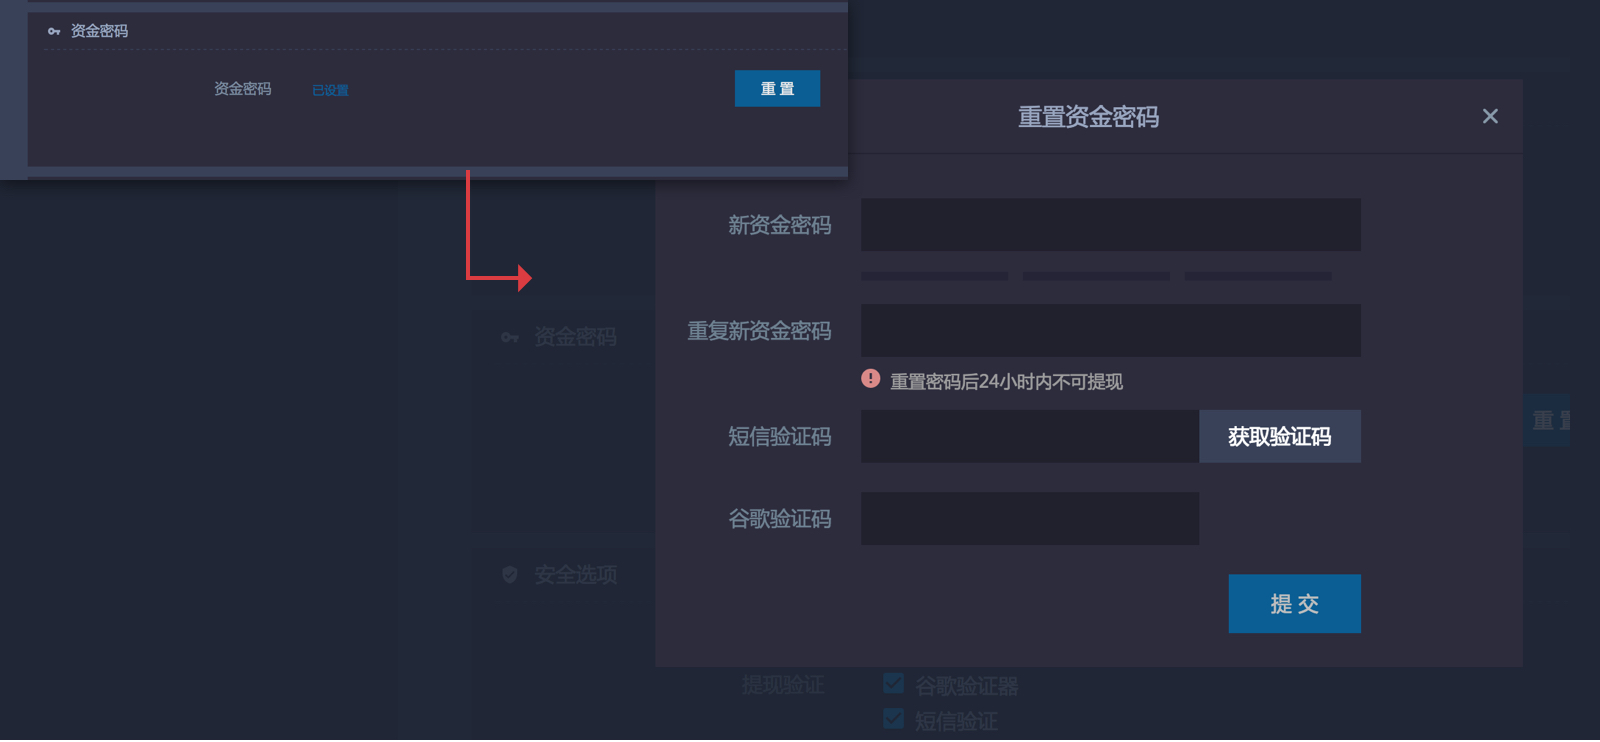 资金密码
资金密码 已设置 重 置
重置资金密码
新资金密码
重复新资金密码
重置密码后24小时内不可提现
短信验证码 获取验证码
谷歌验证码
提 交
资金密码
重 置
安全选项
提现验证 谷歌验证器
短信验证